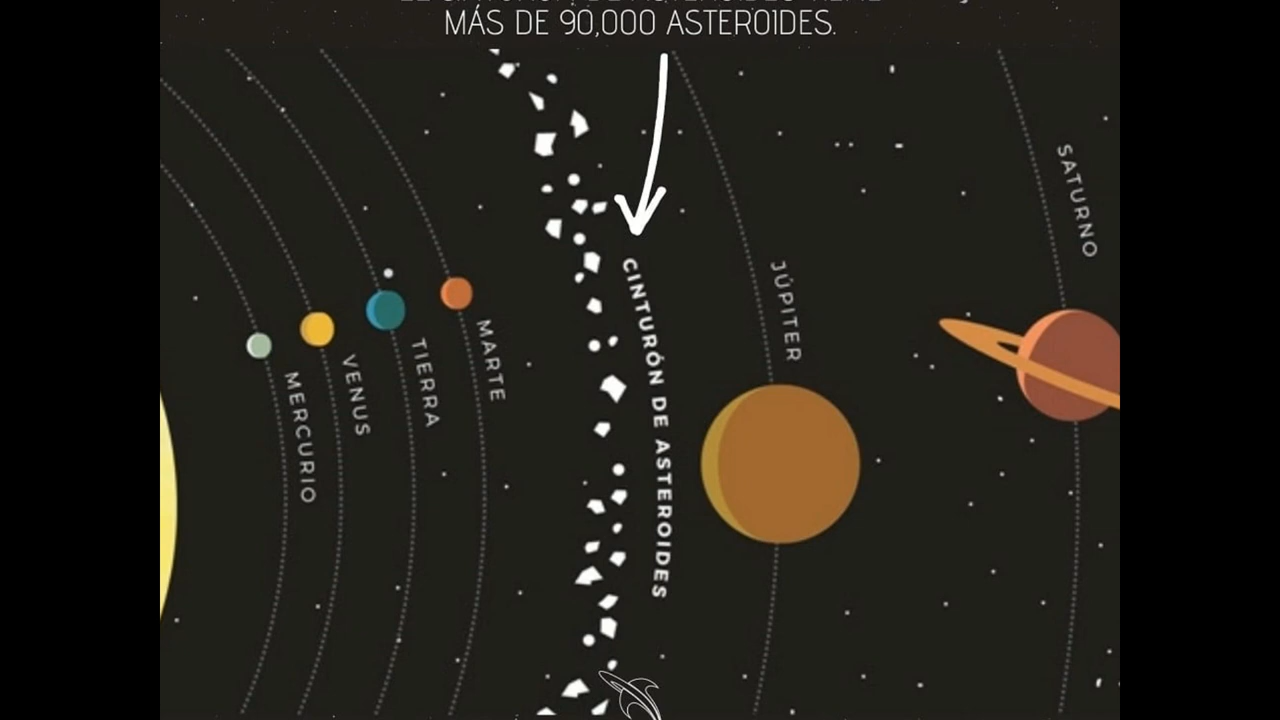 MÁS DE 90,000 ASTEROIDES.
SATURNO
JÚPITER
CINTURÓN DE ASTEROIDES
MARTE
TIERRA
VENUS
MERCURIO